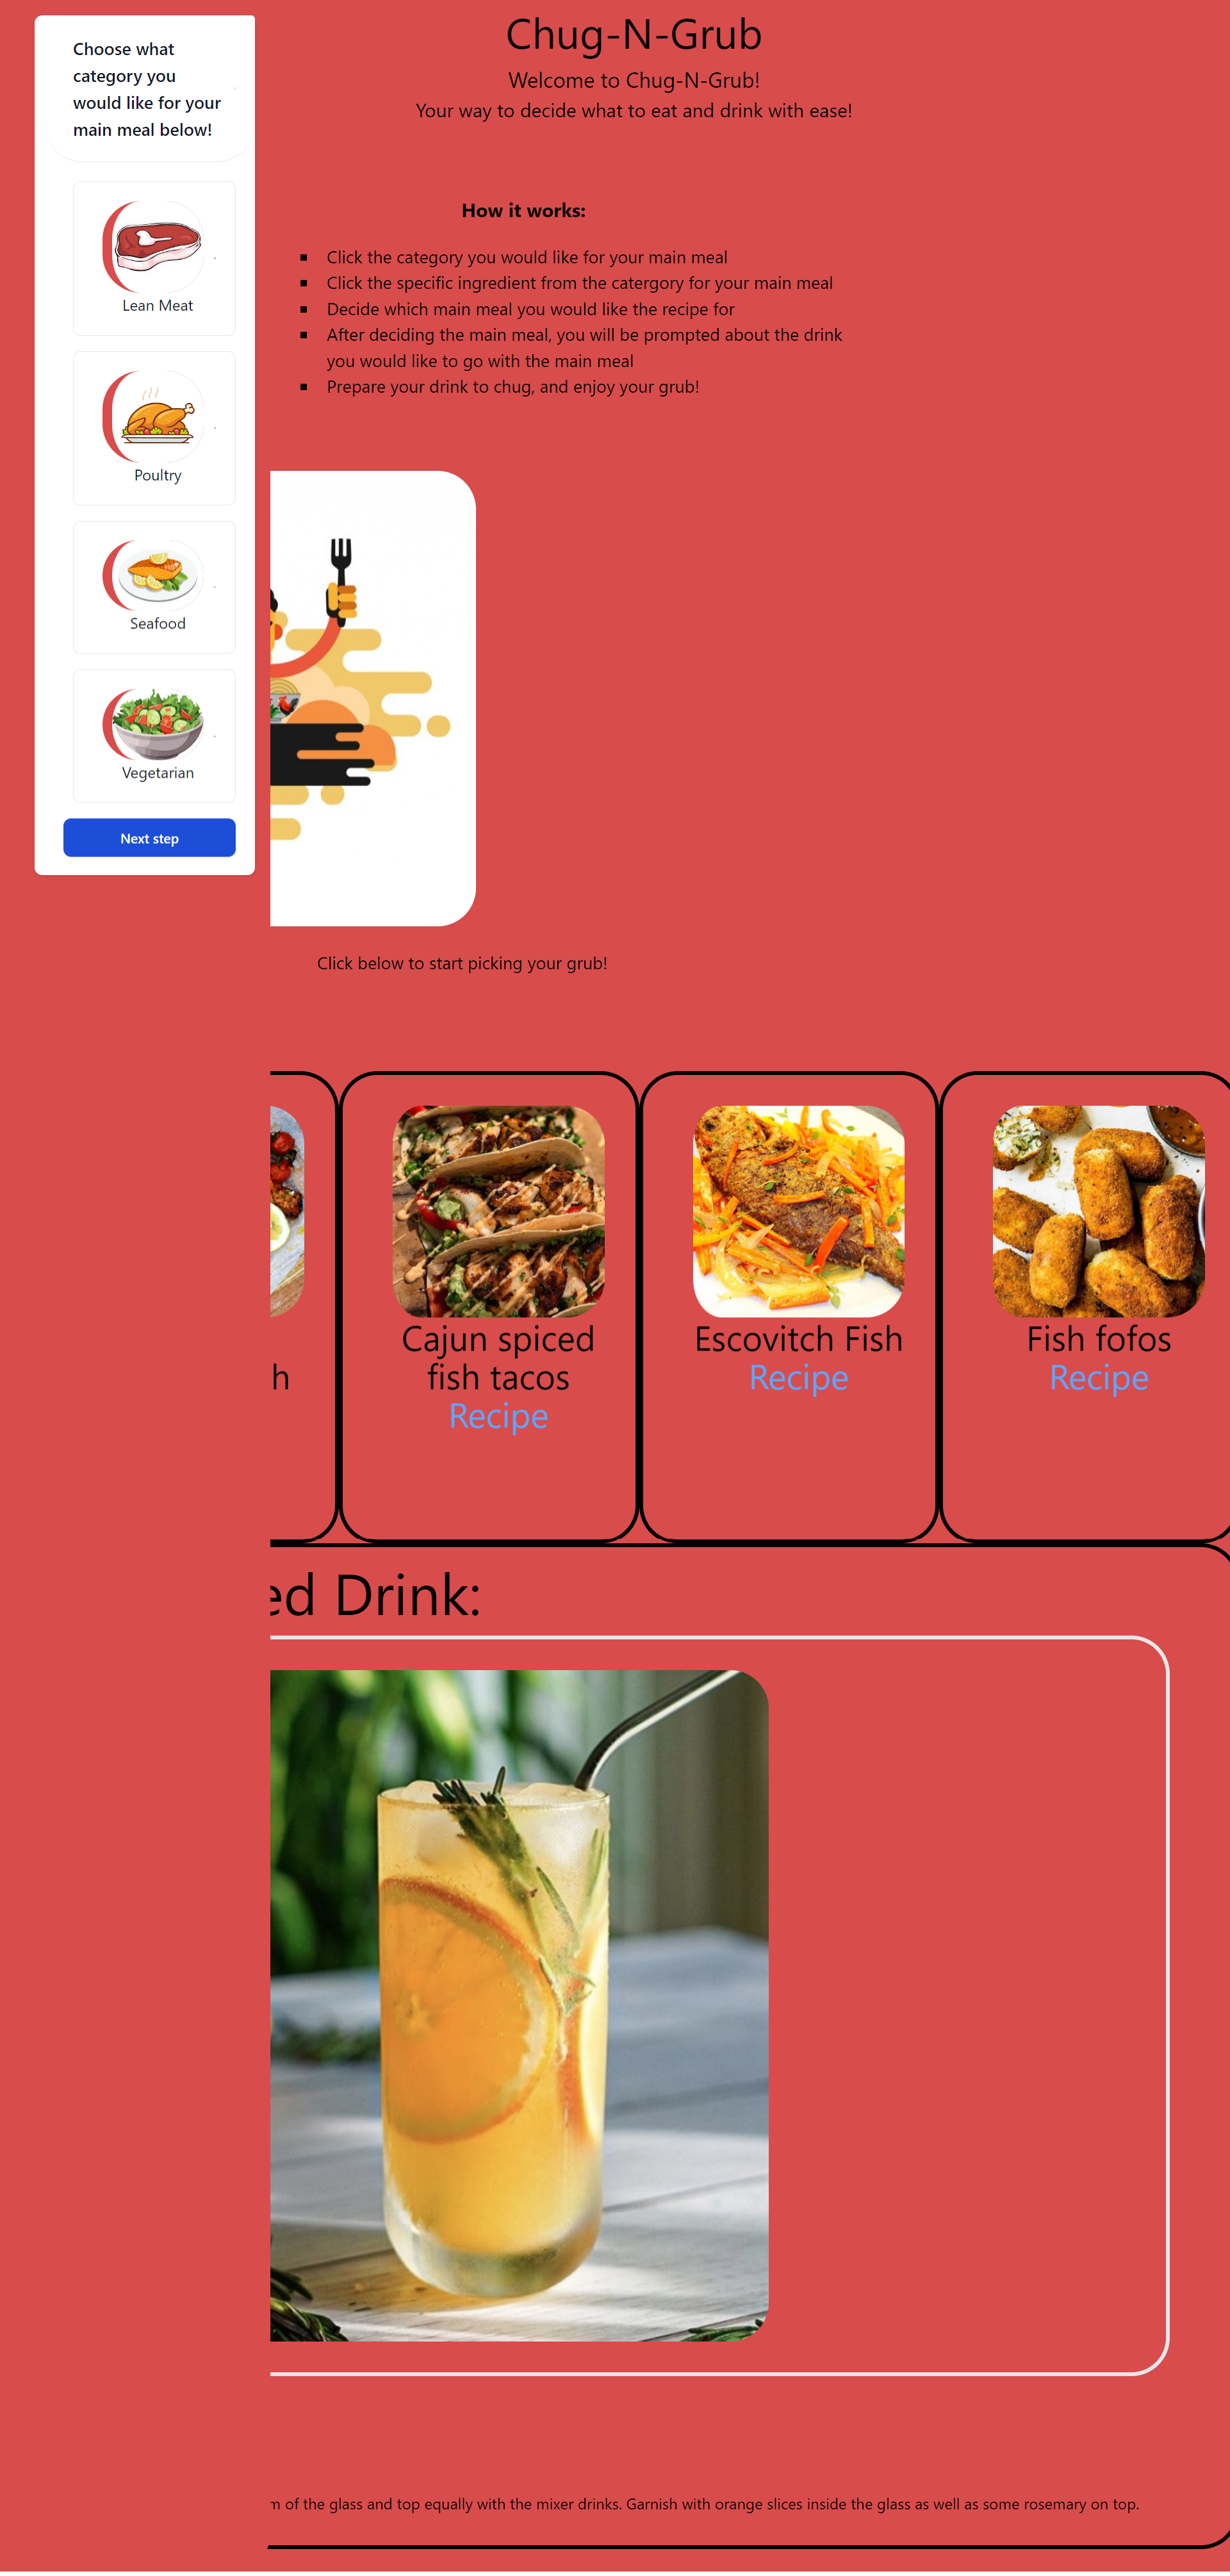 Choose what
category you
would like for your
main meal below!
Lean Meat
Poultry
Seafood
Vegetarian
Next step
Chug-N-Grub
Welcome to Chug-N-Grub!
Your way to decide what to eat and drink with ease!
How it works:
Click the category you would like for your main meal
Click the specific ingredient from the catergory for your main meal
Decide which main meal you would like the recipe for
After deciding the main meal, you will be prompted about the drink
you would like to go with the main meal
Prepare your drink to chug, and enjoy your grub!
Click below to start picking your grub!
h
Cajun spiced
fish tacos
Recipe
Escovitch Fish
Recipe
Fish fofos
Recipe
ed Drink:
m of the glass and top equally with the mixer drinks. Garnish with orange slices inside the glass as well as some rosemary on top.